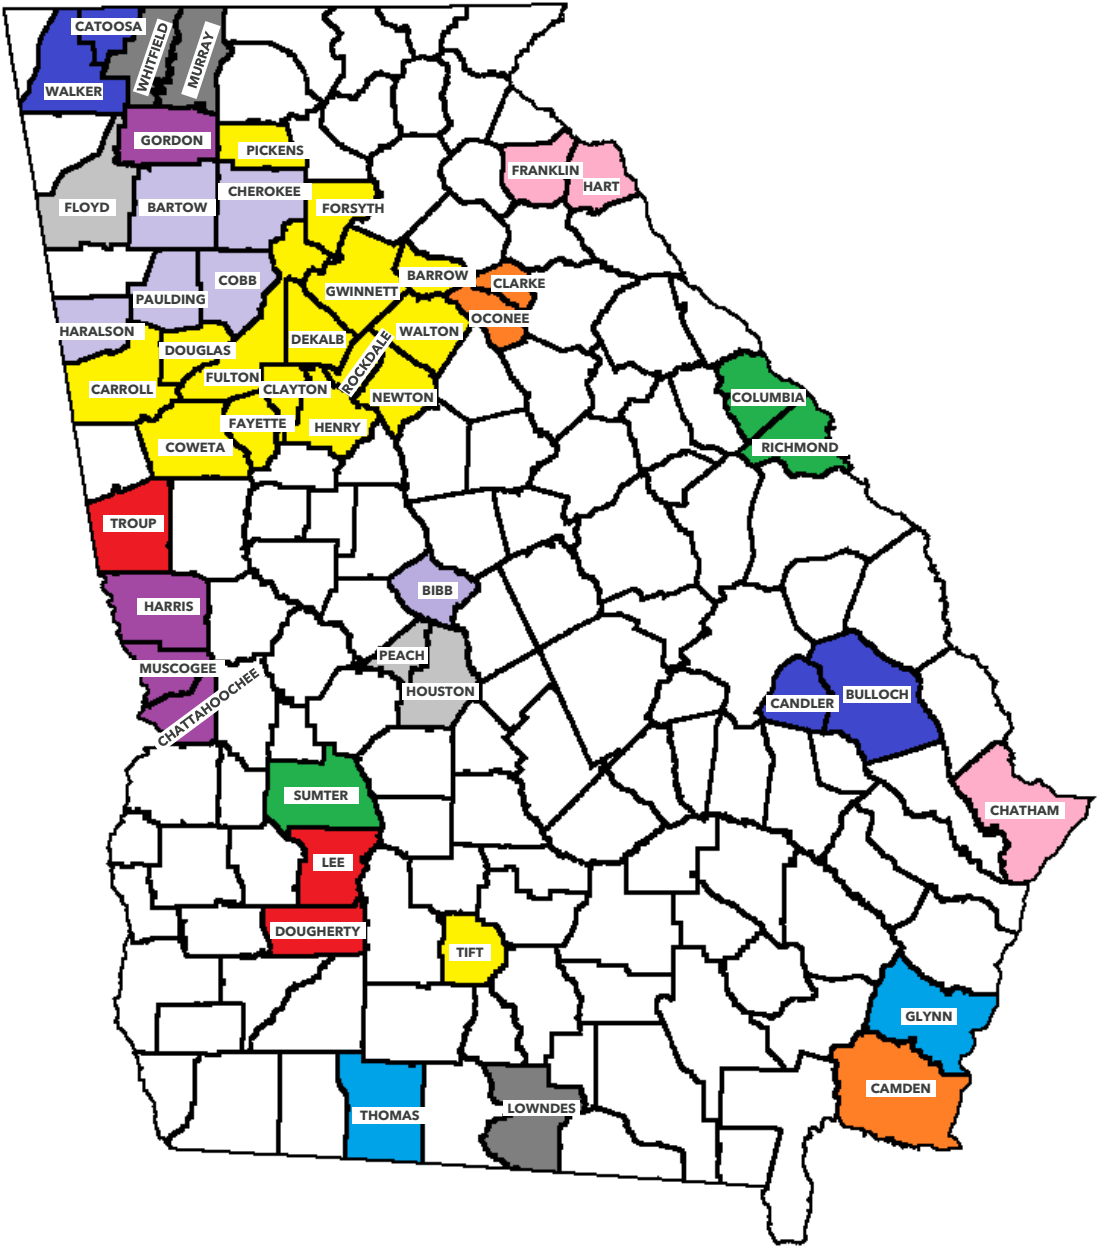 CATOOSA
WHITFIELD
MURRAY
WALKER
GORDON
PICKENS
FRANKLIN
HART
CHEROKEE
FLOYD
BARTOW
FORSYTH
BARROW
COBB
CLARKE
GWINNETT
PAULDING
OCONEE
HARALSON
WALTON
DEKALB
DOUGLAS
ROCKDALE
FULTON
CARROLL
CLAYTON
NEWTON
COLUMBIA
FAYETTE
HENRY
COWETA
RICHMOND
TROUP
BIBB
HARRIS
PEACH
MUSCOGEE
HOUSTON
CHATTAHOOCHEE
BULLOCH
CANDLER
SUMTER
CHATHAM
LEE
DOUGHERTY
TIFT
GLYNN
CAMDEN
LOWNDES
THOMAS